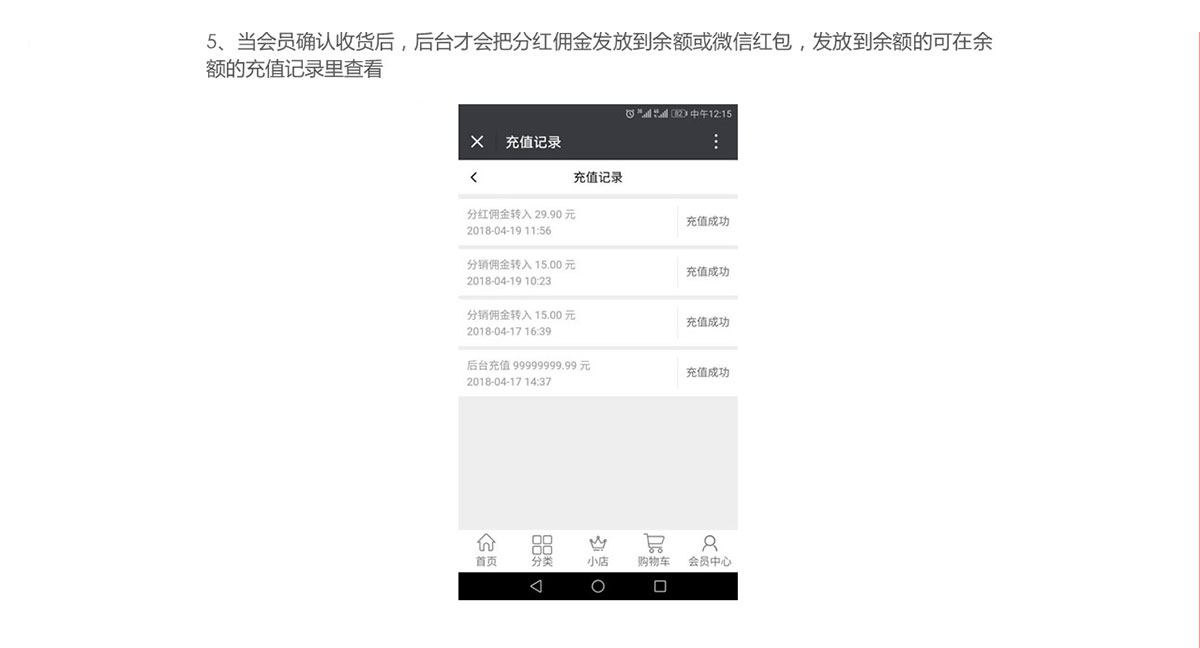 5、当会员确认收货后，后台才会把分红佣金发放到余额或微信红包，发放到余额的可在余
额的充值记录里查看
82 中午12:15
充值记录
充值记录
分红佣金转入 29.90 元
2018-04-19 11:56
充值成功
分销佣金转入 15.00 元
2018-04-19 10:23
充值成功
分销佣金转入 15.00 元
2018-04-17 16:39
充值成功
后台充值 99999999.99 元
2018-04-17 14:37
充值成功
首页 分类 小店 购物车 会员中心